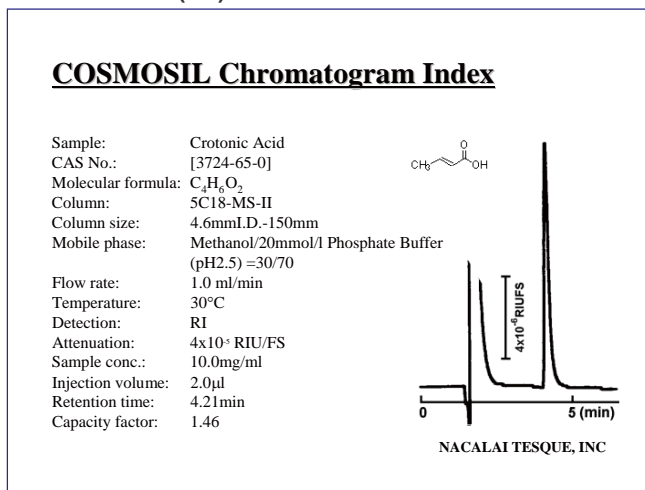 COSMOSIL Chromatogram Index
Sample: Crotonic Acid
CAS No.: [3724-65-0]
Molecular formula: C₄H₆O₂
Column: 5C18-MS-II
Column size: 4.6mmI.D.-150mm
Mobile phase: Methanol/20mmol/l Phosphate Buffer
(pH2.5) =30/70
Flow rate: 1.0 ml/min
Temperature: 30°C
Detection: RI
Attenuation: 4x10⁻⁵ RIU/FS
Sample conc.: 10.0mg/ml
Injection volume: 2.0µl
Retention time: 4.21min
Capacity factor: 1.46
O
CH₃ OH
4x10⁻⁶ RIUFS
0 5 (min)
NACALAI TESQUE, INC